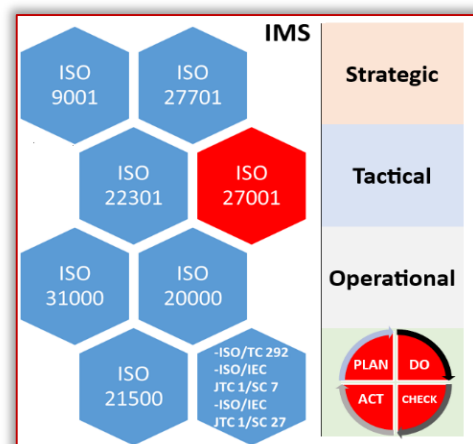 IMS
ISO
9001
ISO
27701
Strategic
ISO
22301
ISO
27001
Tactical
ISO
31000
ISO
20000
Operational
ISO
21500
-ISO/TC 292
-ISO/IEC
JTC 1/SC 7
-ISO/IEC
JTC 1/SC 27
PLAN
DO
ACT
CHECK